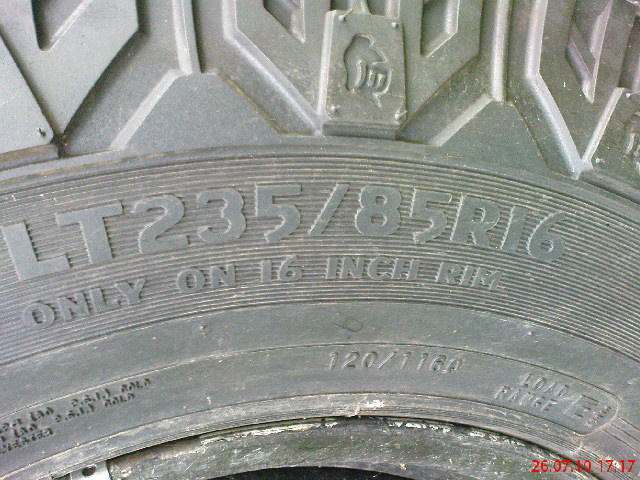 LT235/85R16
ONLY ON 16 INCH RIM
120/116Q
LOAD
RANGE E
26.07.10 17:17